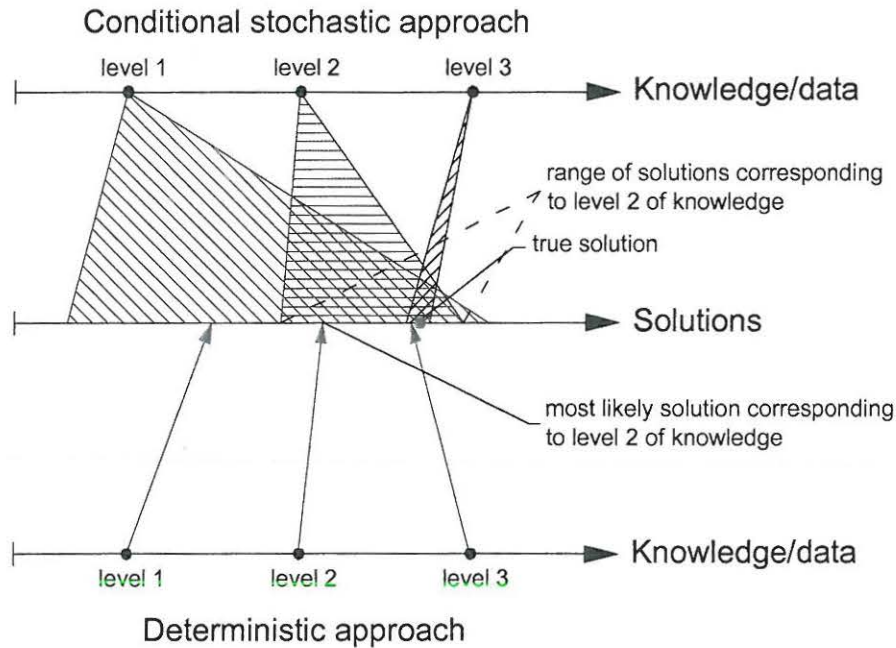 Conditional stochastic approach
level 1
level 2
level 3
Knowledge/data
range of solutions corresponding
to level 2 of knowledge
true solution
Solutions
most likely solution corresponding
to level 2 of knowledge
Knowledge/data
level 1
level 2
level 3
Deterministic approach